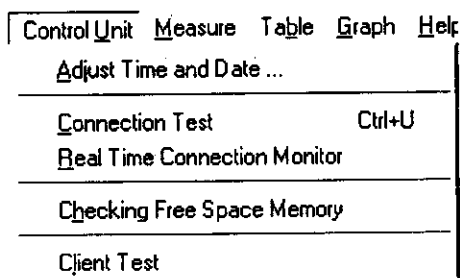 Control Unit Measure Table Graph Help
Adjust Time and Date ...
Connection Test Ctrl+U
Real Time Connection Monitor
Checking Free Space Memory
Client Test